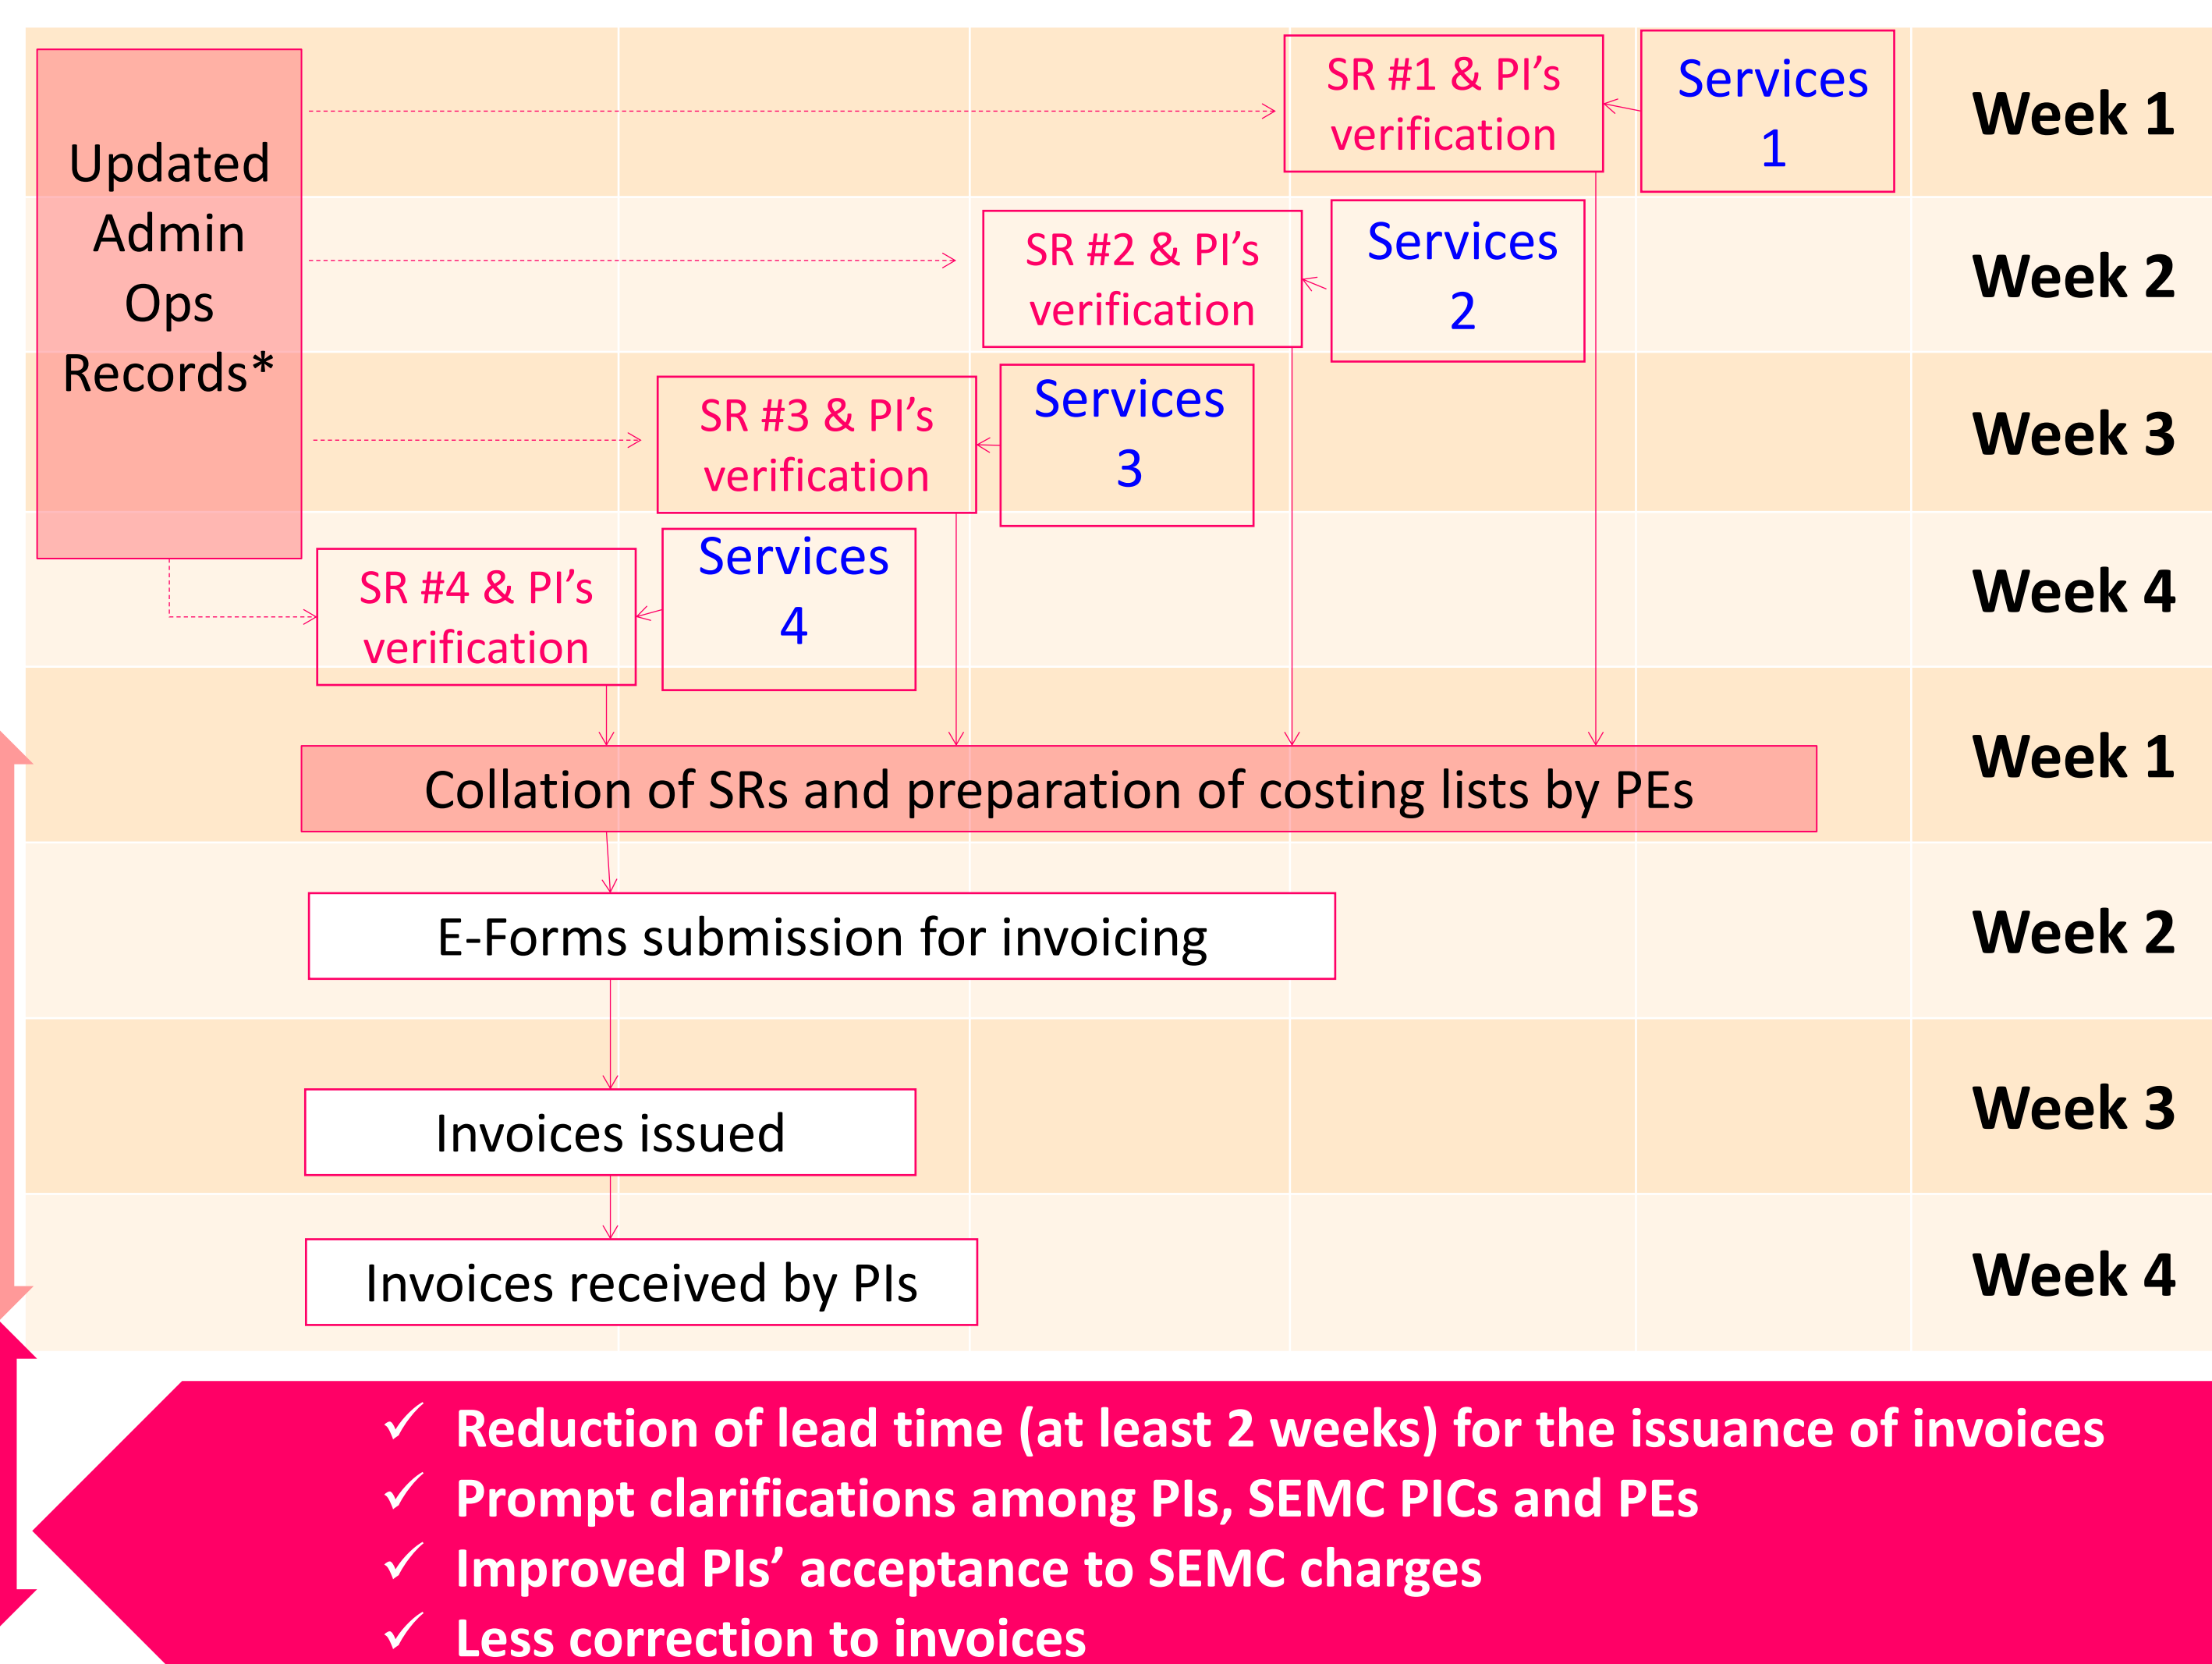 Updated
Admin
Ops
Records*
SR #1 & PI’s
verification
Services
1
Week 1
SR #2 & PI’s
verification
Services
2
Week 2
SR #3 & PI’s
verification
Services
3
Week 3
SR #4 & PI’s
verification
Services
4
Week 4
Collation of SRs and preparation of costing lists by PEs
Week 1
E-Forms submission for invoicing
Week 2
Invoices issued
Week 3
Invoices received by PIs
Week 4
✓ Reduction of lead time (at least 2 weeks) for the issuance of invoices
✓ Prompt clarifications among PIs, SEMC PICs and PEs
✓ Improved PIs’ acceptance to SEMC charges
✓ Less correction to invoices